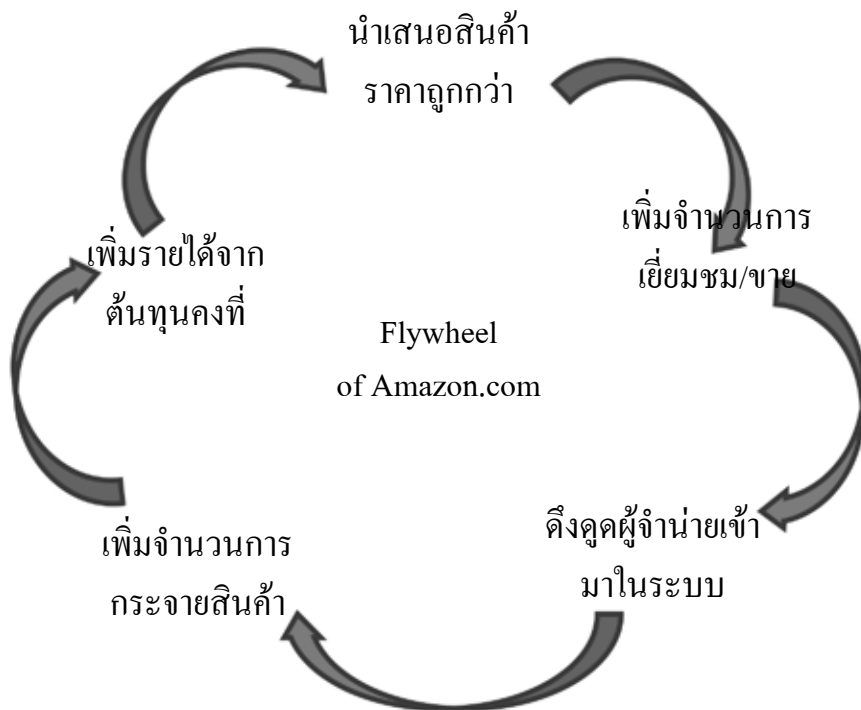 นำเสนอสินค้า
ราคาถูกกว่า
เพิ่มจำนวนการ
เยี่ยมชม/ขาย
ดึงดูดผู้จำน่ายเข้า
มาในระบบ
เพิ่มจำนวนการ
กระจายสินค้า
เพิ่มรายได้จาก
ต้นทุนคงที่
Flywheel
of Amazon.com